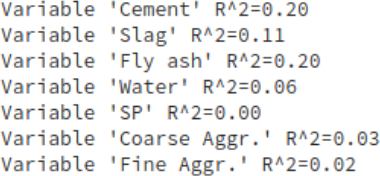 Variable 'Cement' R^2=0.20
Variable 'Slag' R^2=0.11
Variable 'Fly ash' R^2=0.20
Variable 'Water' R^2=0.06
Variable 'SP' R^2=0.00
Variable 'Coarse Aggr.' R^2=0.03
Variable 'Fine Aggr.' R^2=0.02